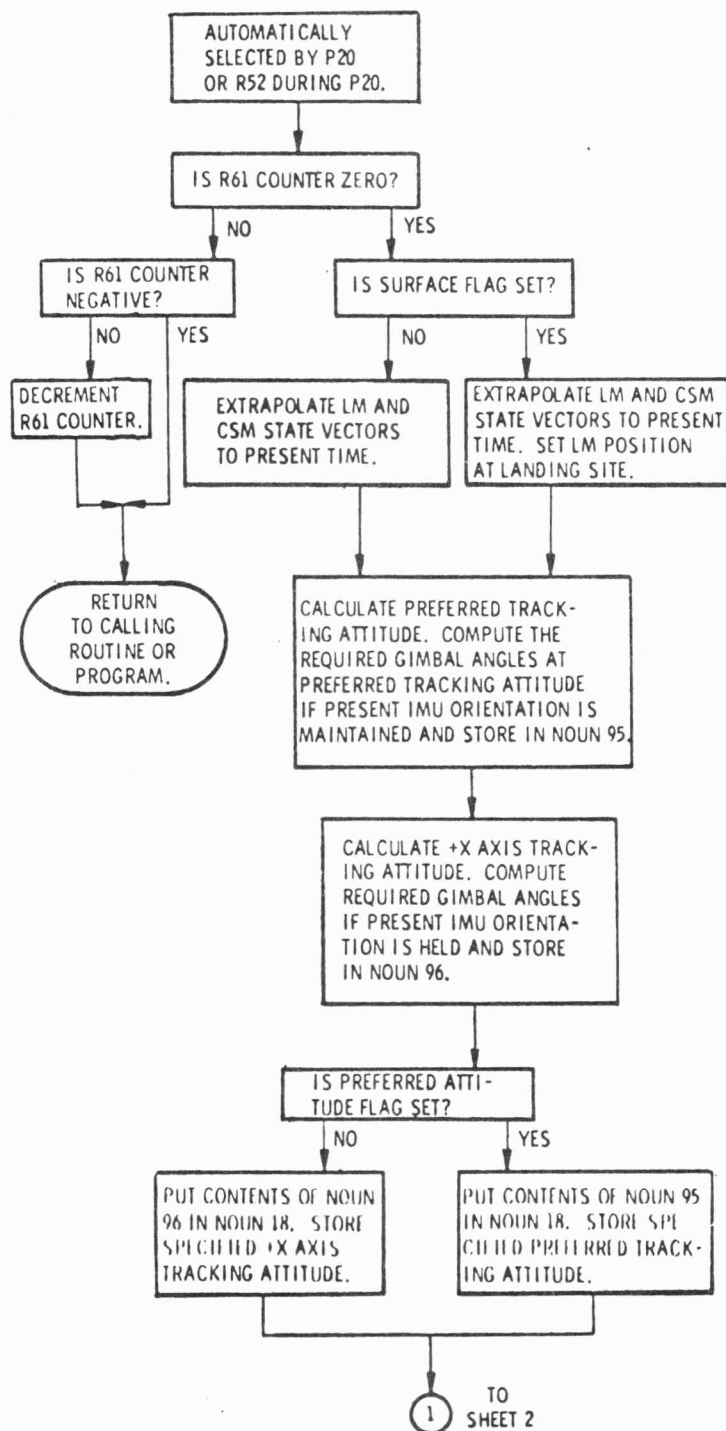 AUTOMATICALLY
SELECTED BY P20
OR R52 DURING P20.
IS R61 COUNTER ZERO?
NO
YES
IS R61 COUNTER
NEGATIVE?
IS SURFACE FLAG SET?
NO
YES
NO
YES
DECREMENT
R61 COUNTER.
EXTRAPOLATE LM AND
CSM STATE VECTORS
TO PRESENT TIME.
EXTRAPOLATE LM AND CSM
STATE VECTORS TO PRESENT
TIME. SET LM POSITION
AT LANDING SITE.
RETURN
TO CALLING
ROUTINE OR
PROGRAM.
CALCULATE PREFERRED TRACK-
ING ATTITUDE. COMPUTE THE
REQUIRED GIMBAL ANGLES AT
PREFERRED TRACKING ATTITUDE
IF PRESENT IMU ORIENTATION IS
MAINTAINED AND STORE IN NOUN 95.
CALCULATE +X AXIS TRACK-
ING ATTITUDE. COMPUTE
REQUIRED GIMBAL ANGLES
IF PRESENT IMU ORIENTA-
TION IS HELD AND STORE
IN NOUN 96.
IS PREFERRED ATTI-
TUDE FLAG SET?
NO
YES
PUT CONTENTS OF NOUN
96 IN NOUN 18. STORE
SPECIFIED +X AXIS
TRACKING ATTITUDE.
PUT CONTENTS OF NOUN 95
IN NOUN 18. STORE SPE
CIFIED PREFERRED TRACK-
ING ATTITUDE.
1
TO
SHEET 2